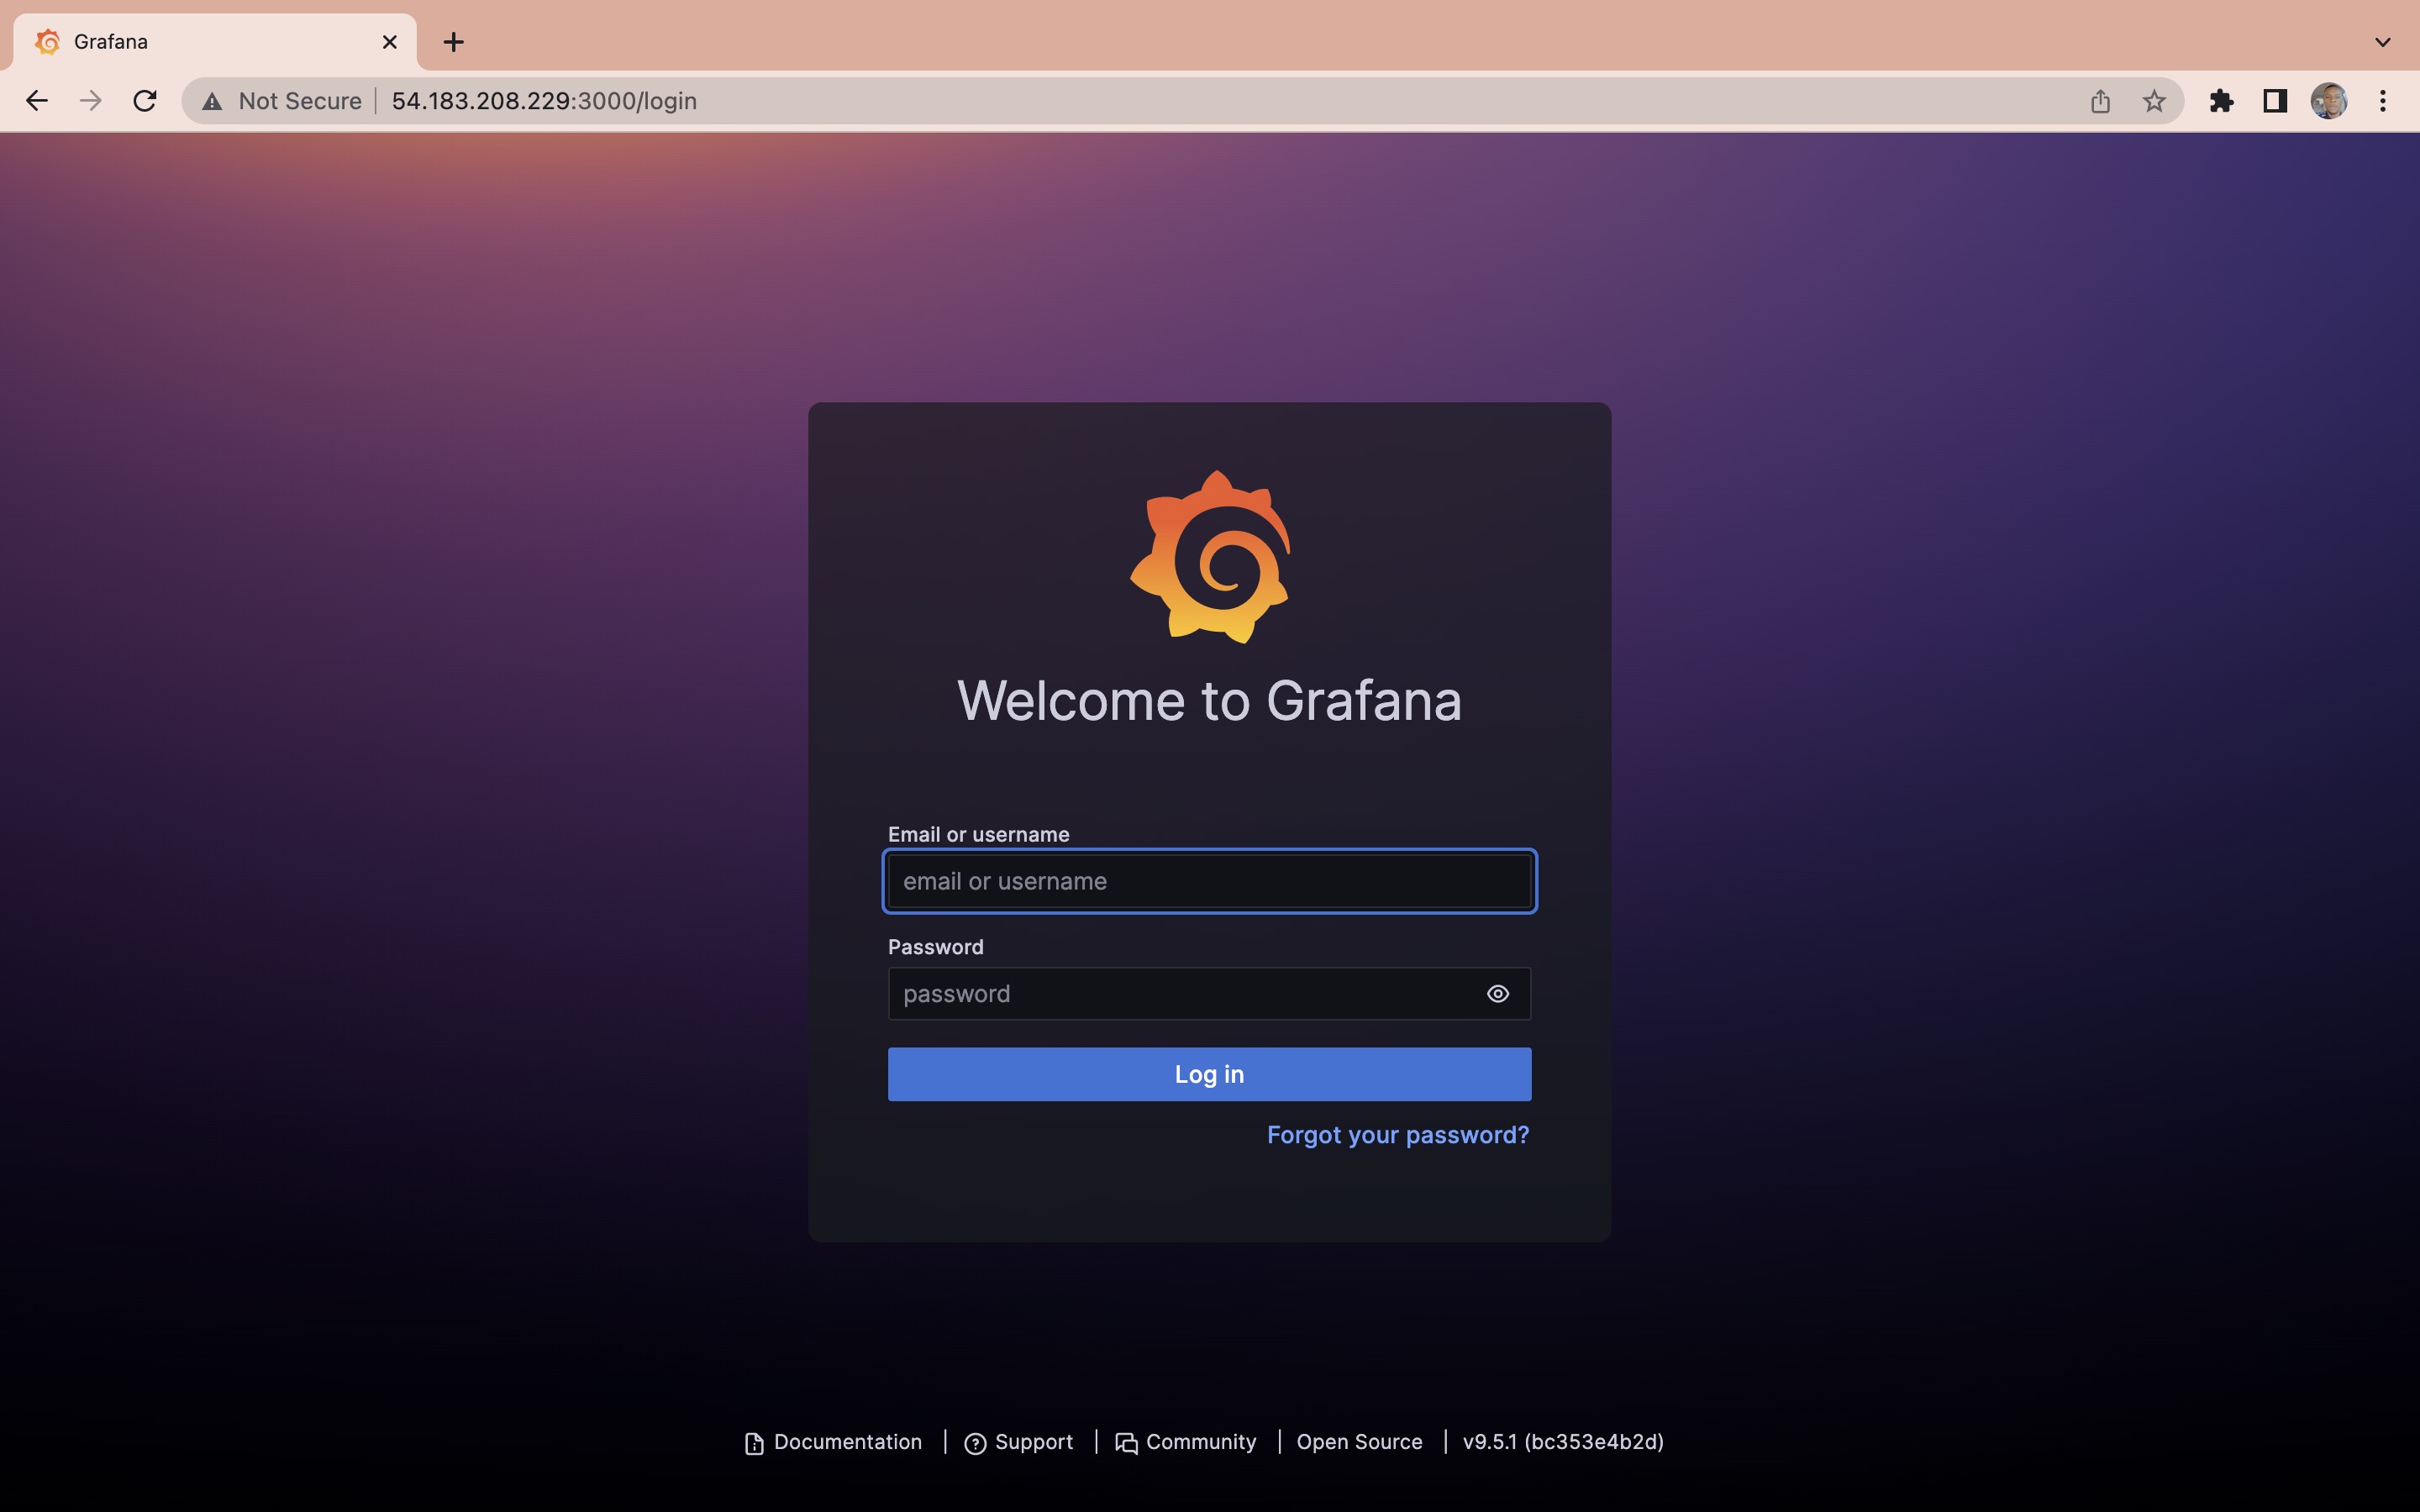 Grafana
Not Secure 54.183.208.229:3000/login
Welcome to Grafana
Email or username
email or username
Password
password
Log in
Forgot your password?
Documentation | Support | Community | Open Source | v9.5.1 (bc353e4b2d)